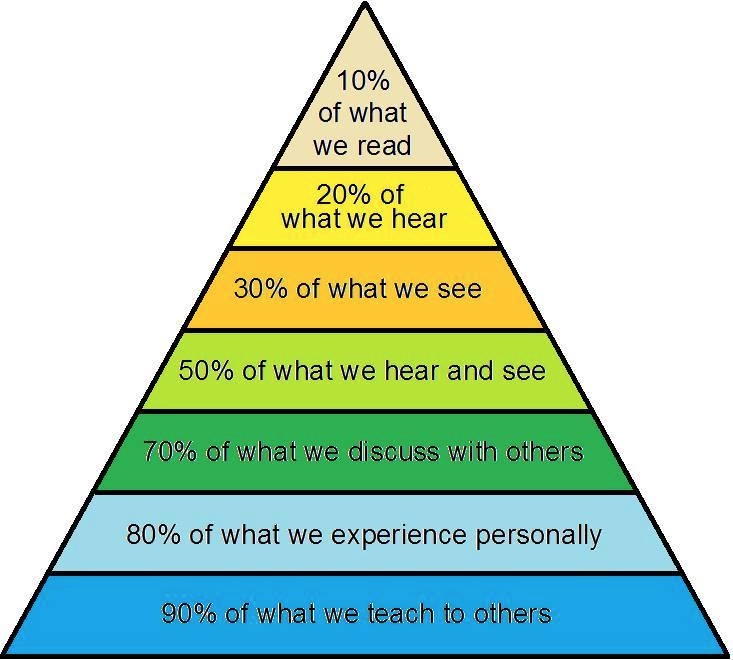 10%
of what
we read
20% of
what we hear
30% of what we see
50% of what we hear and see
70% of what we discuss with others
80% of what we experience personally
90% of what we teach to others